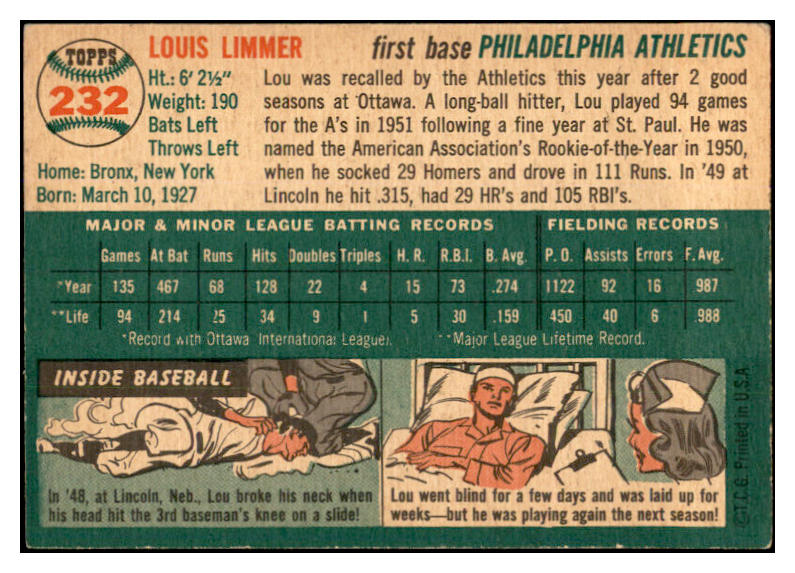 TOPPS
232
LOUIS LIMMER first base PHILADELPHIA ATHLETICS
Ht.: 6' 2½"
Weight: 190
Bats Left
Throws Left
Home: Bronx, New York
Born: March 10, 1927
Lou was recalled by the Athletics this year after 2 good
seasons at Ottawa. A long-ball hitter, Lou played 94 games
for the A's in 1951 following a fine year at St. Paul. He was
named the American Association's Rookie-of-the-Year in 1950,
when he socked 29 Homers and drove in 111 Runs. In '49 at
Lincoln he hit .315, had 29 HR's and 105 RBI's.
MAJOR & MINOR LEAGUE BATTING RECORDS FIELDING RECORDS
Games At Bat Runs Hits Doubles Triples H. R. R.B.I. B. Avg. P. O. Assists Errors F. Avg.
*Year 135 467 68 128 22 4 15 73 .274 1122 92 16 987
**Life 94 214 25 34 9 1 5 30 .159 450 40 6 .988
*Record with Ottawa International League. **Major League Lifetime Record.
INSIDE BASEBALL
In '48, at Lincoln, Neb., Lou broke his neck when
his head hit the 3rd baseman's knee on a slide!
Lou went blind for a few days and was laid up for
weeks—but he was playing again the next season!
©T.C.G. Printed in U.S.A.